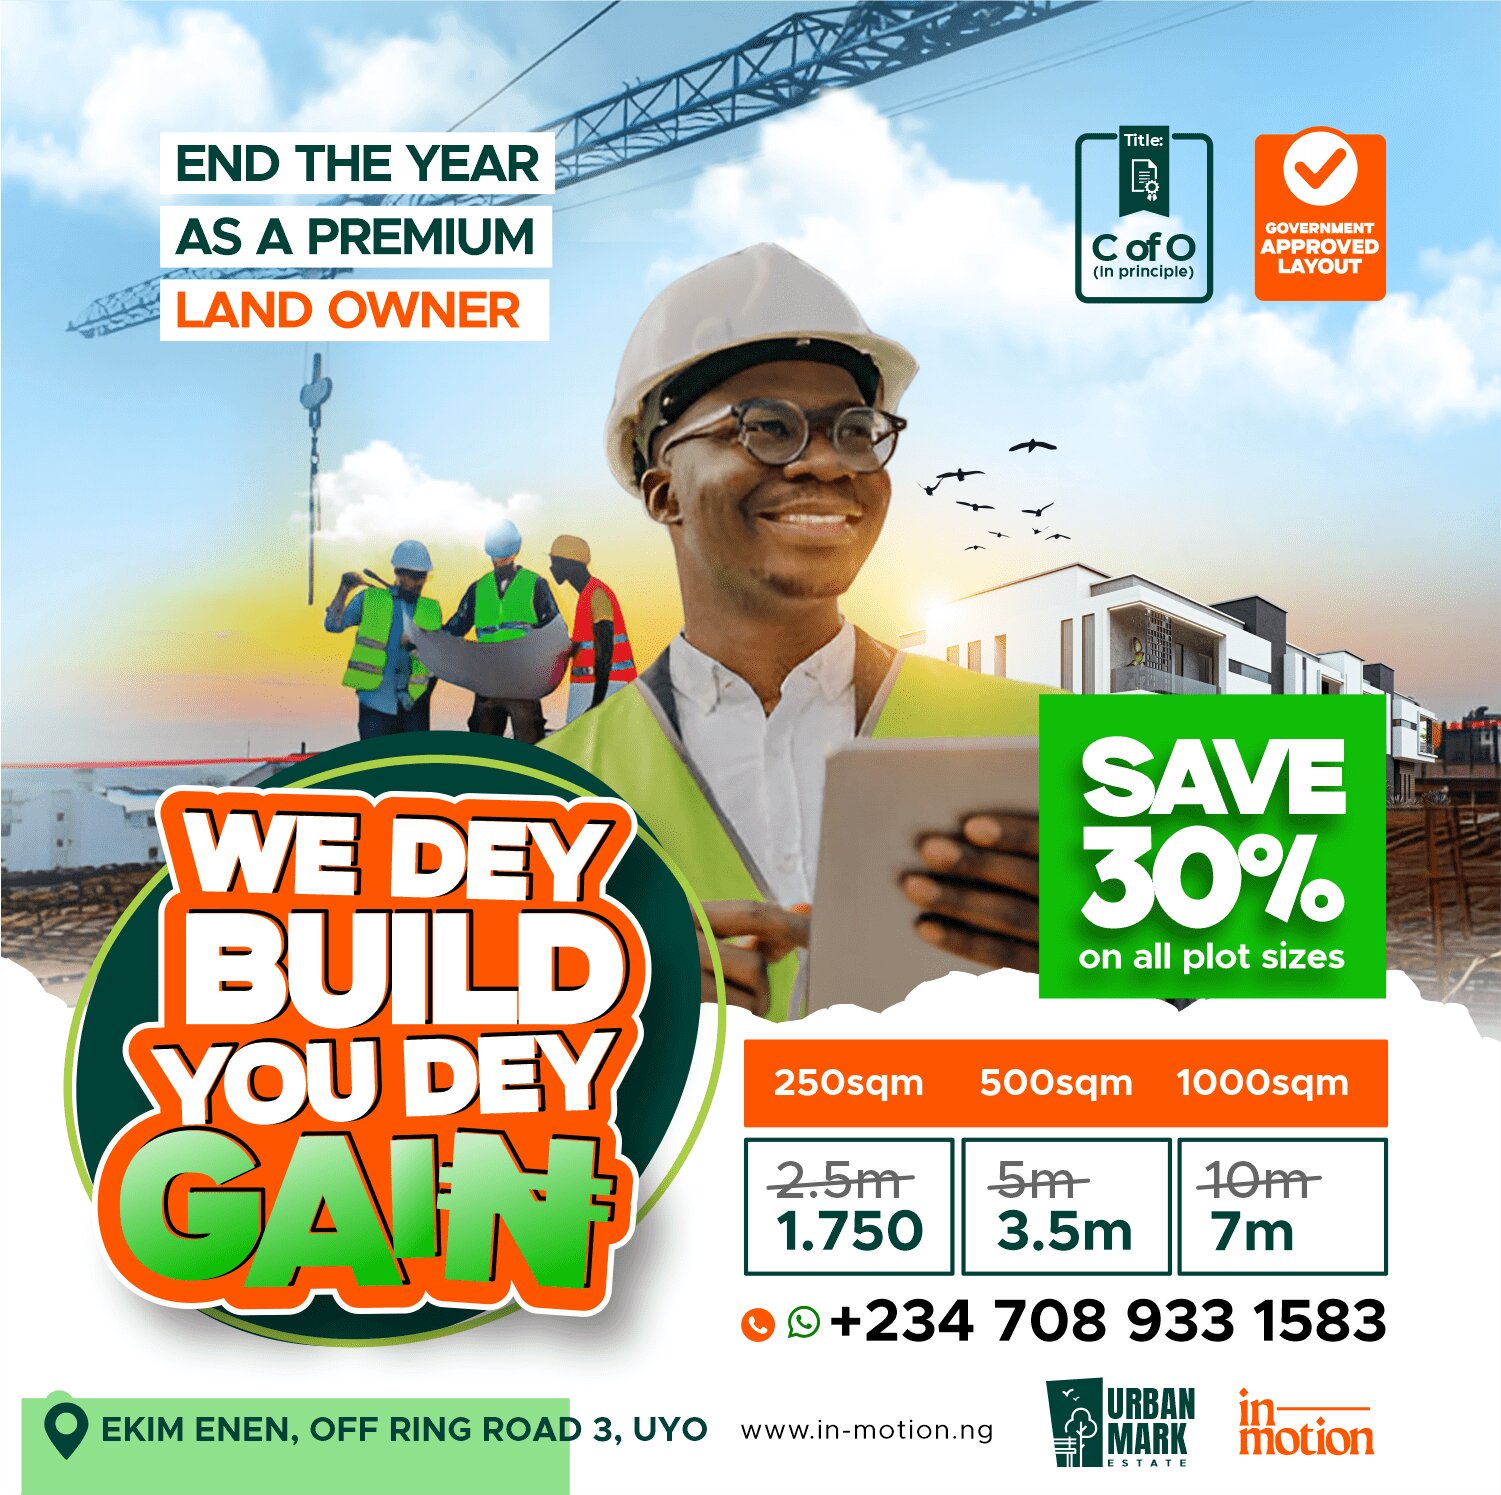 END THE YEAR
AS A PREMIUM
LAND OWNER
Title:
C of O
(In principle)
GOVERNMENT
APPROVED
LAYOUT
WE DEY
BUILD
YOU DEY
GAI₦
SAVE
30%
on all plot sizes
250sqm 500sqm 1000sqm
2.5m 5m 10m
1.750 3.5m 7m
+234 708 933 1583
EKIM ENEN, OFF RING ROAD 3, UYO
www.in-motion.ng
URBAN
MARK
ESTATE
in
motion